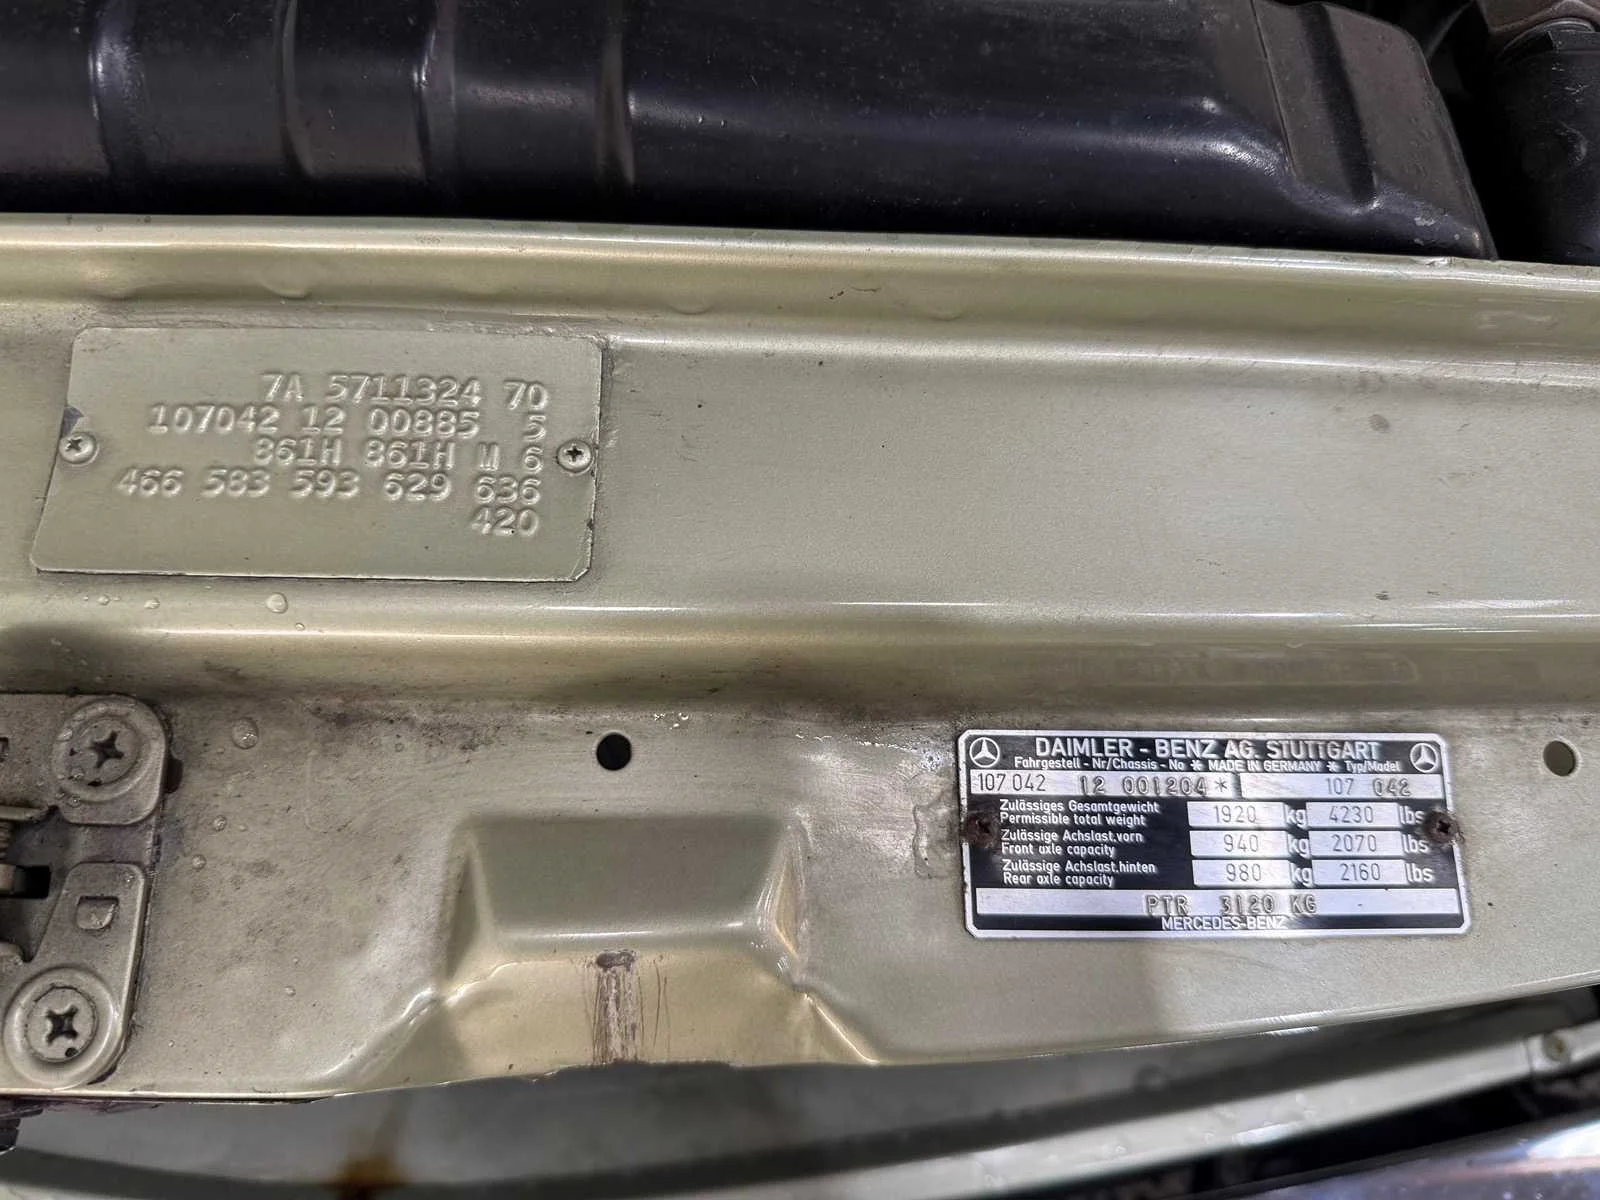 7A 5711324 70
107042 12 00885 5
861H 861H M 6
466 583 593 629 636
420
DAIMLER - BENZ AG. STUTTGART
Fahrgestell - Nr/Chassis - No * MADE IN GERMANY * Typ/Model
107 042 12 001204* 107 042
Zulässiges Gesamtgewicht
Permissible total weight 1920 kg 4230 lbs
Zulässige Achslast,vorn
Front axle capacity 940 kg 2070 lbs
Zulässige Achslast,hinten
Rear axle capacity 980 kg 2160 lbs
PTR 3120 KG
MERCEDES-BENZ